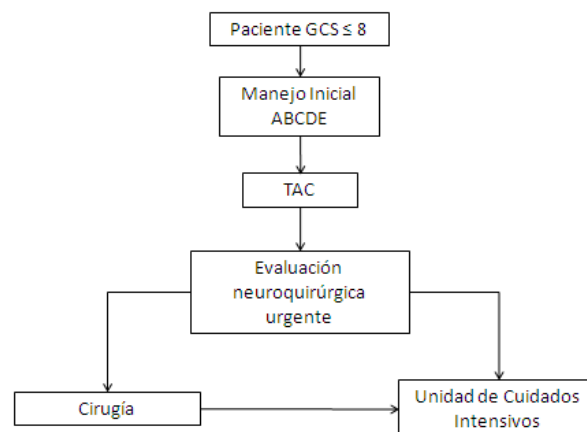 Paciente GCS ≤ 8
Manejo Inicial
ABCDE
TAC
Evaluación
neuroquirúrgica
urgente
Cirugía
Unidad de Cuidados
Intensivos